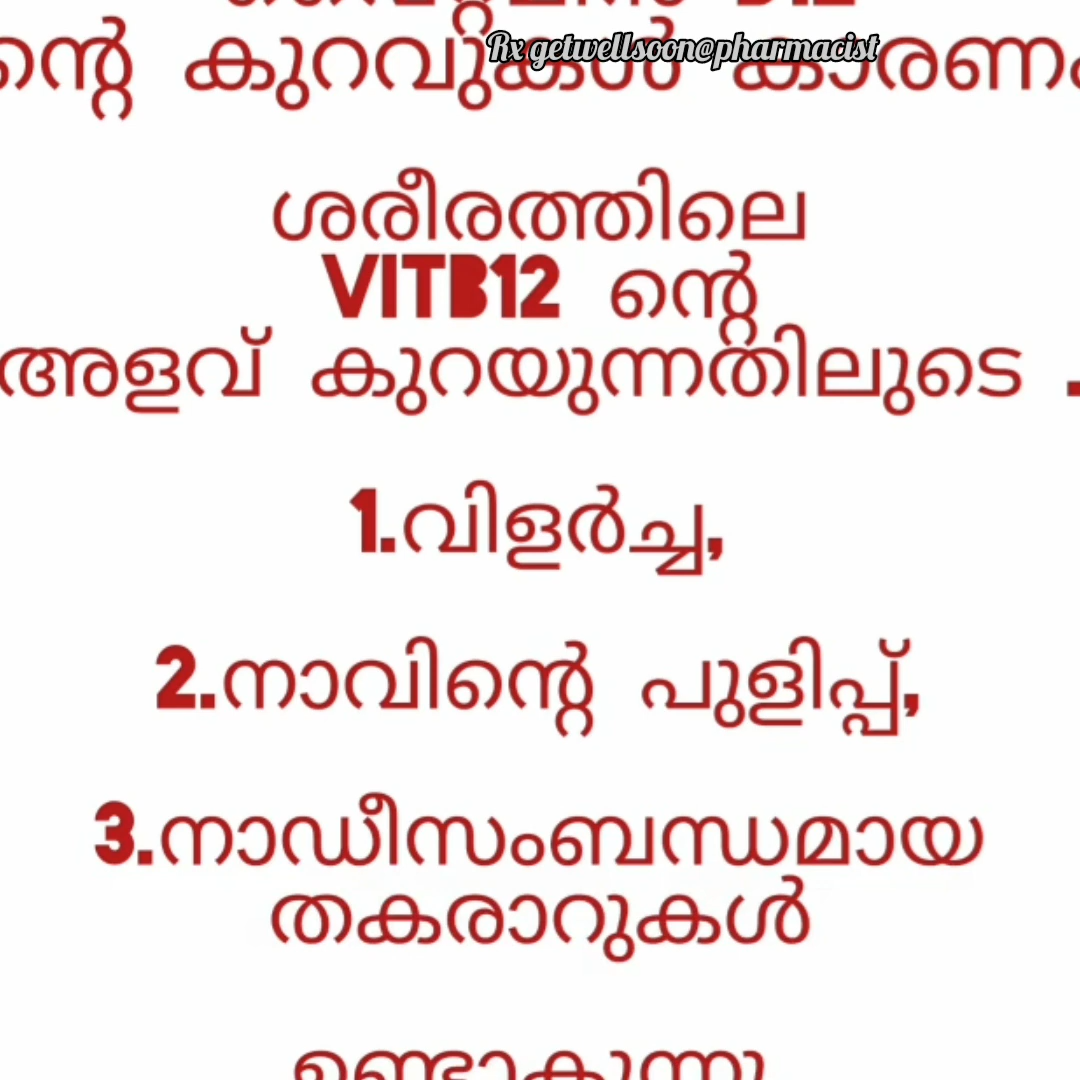 Rx getwellsoon@pharmacist
ന്റെ കുറവുകൾ കാരണം
ശരീരത്തിലെ
VITB12 ന്റെ
അളവ് കുറയുന്നതിലുടെ .
1.വിളർച്ച,
2.നാവിന്റെ പുളിപ്പ്,
3.നാഡീസംബന്ധമായ
തകരാറുകൾ
ഉണ്ടാകുന്നു